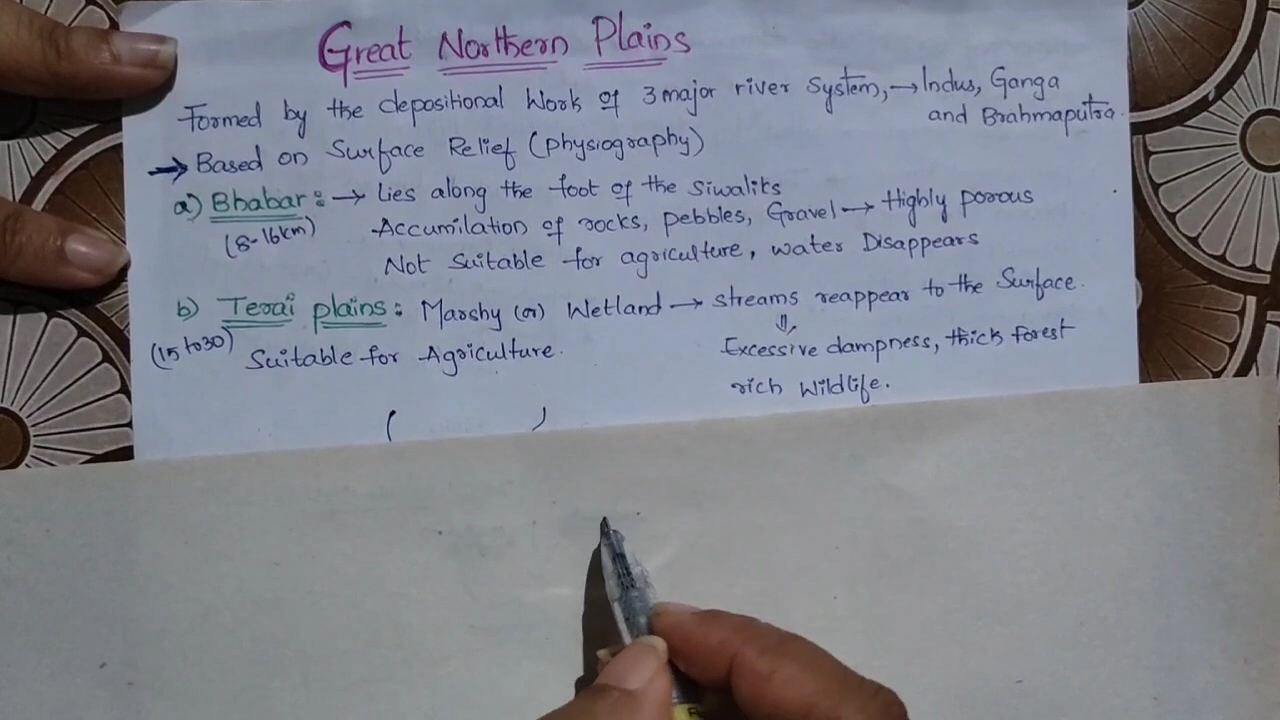 Great Northern Plains
Formed by the depositional work of 3 major river system, → Indus, Ganga
and Brahmaputra.
→ Based on Surface Relief (physiography)
a) Bhabar: → Lies along the foot of the Siwaliks
(8-16km) Accumilation of rocks, pebbles, Gravel → Highly porous
Not Suitable for agriculture, water Disappears
b) Terai plains: Marshy (or) Wetland → streams reappear to the Surface.
(15 to 30) Suitable for Agriculture.
⇓
Excessive dampness, thick forest
rich wildlife.
( )